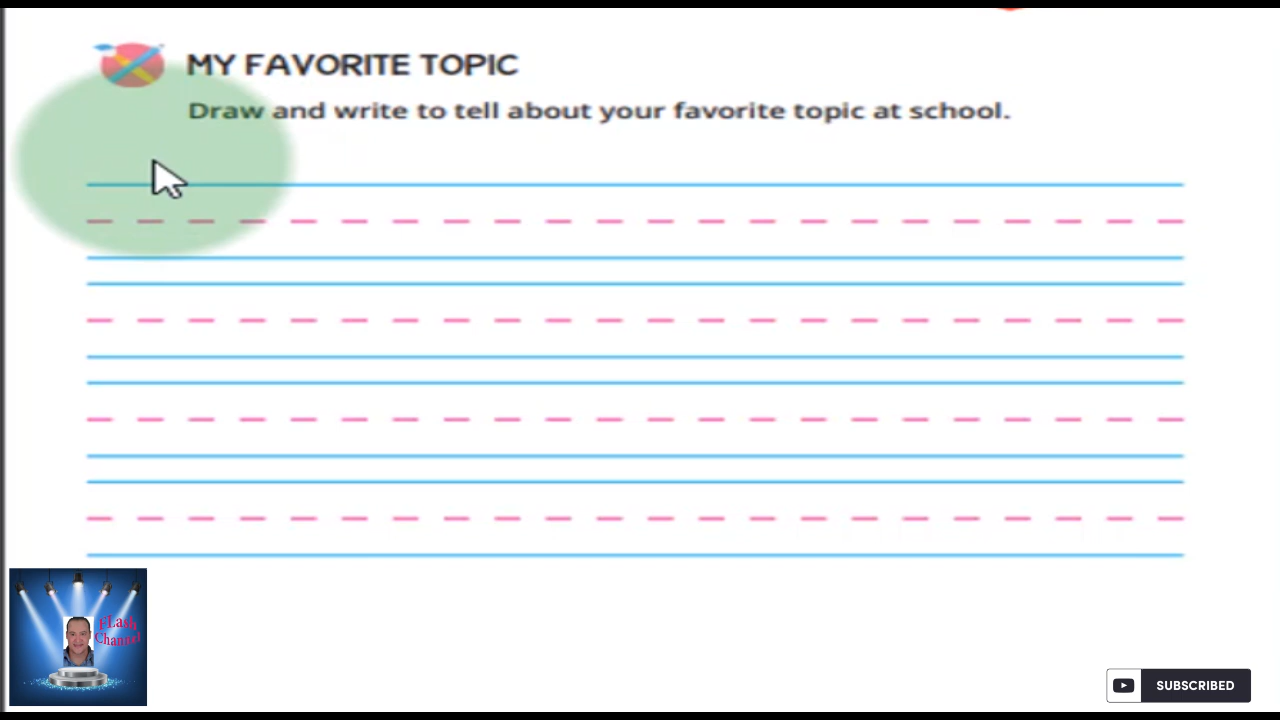 MY FAVORITE TOPIC
Draw and write to tell about your favorite topic at school.
FLash
Channel
SUBSCRIBED